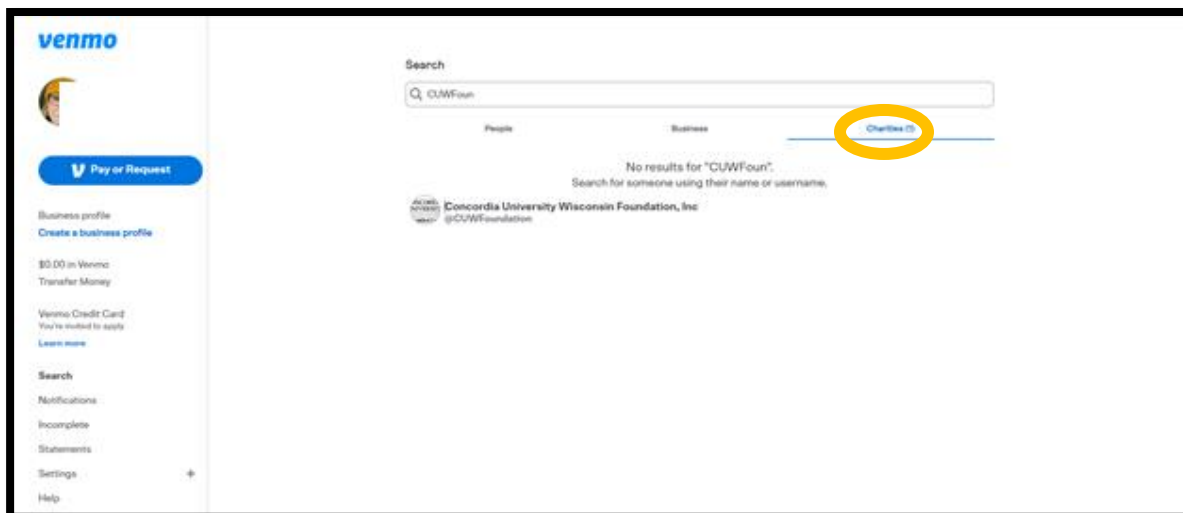 venmo
Pay or Request
Business profile
Create a business profile
$0.00 in Venmo
Transfer Money
Venmo Credit Card
You're invited to apply
Learn more
Search
Notifications
Incomplete
Statements
Settings +
Help
Search
CUWFoun
People Business Charities (1)
No results for "CUWFoun".
Search for someone using their name or username.
Concordia University Wisconsin Foundation, Inc
@CUWFoundation